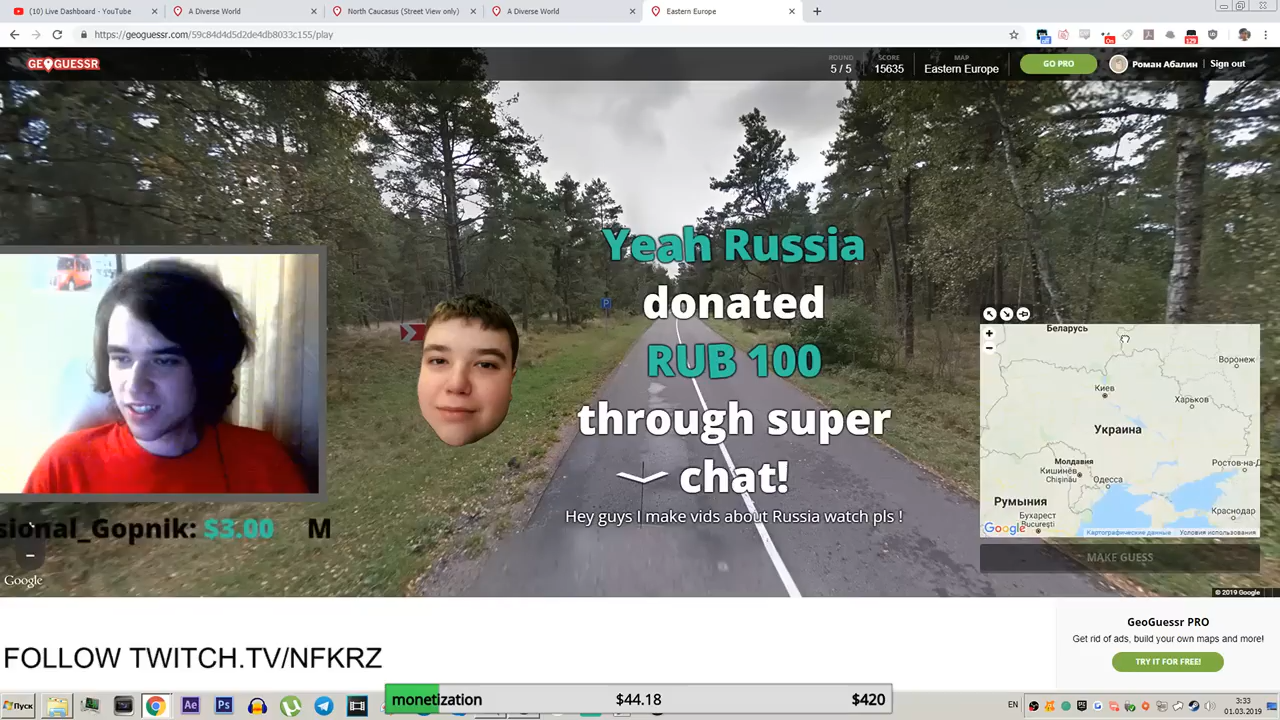 (10) Live Dashboard - YouTube
A Diverse World
North Caucasus (Street View only)
A Diverse World
Eastern Europe
https://geoguessr.com/59c84d4d5d2de4db8033c155/play
GEOGUESSR
ROUND
5 / 5
SCORE
15635
MAP
Eastern Europe
GO PRO
Роман Абалин
Sign out
Yeah Russia
donated
RUB 100
through super
chat!
Hey guys I make vids about Russia watch pls !
P
Беларусь
Воронеж
Киев
Харьков
Украина
Молдавия
Кишинёв
Chișinău
Одесса
Ростов-на-Д
Румыния
Бухарест
București
Краснодар
Google
Картографические данные
Условия использования
MAKE GUESS
sional_Gopnik: $3.00 M
Google
© 2019 Google
GeoGuessr PRO
Get rid of ads, build your own maps and more!
TRY IT FOR FREE!
FOLLOW TWITCH.TV/NFKRZ
Пуск
Ae
Ps
monetization $44.18 $420
EN
3:33
01.03.2019